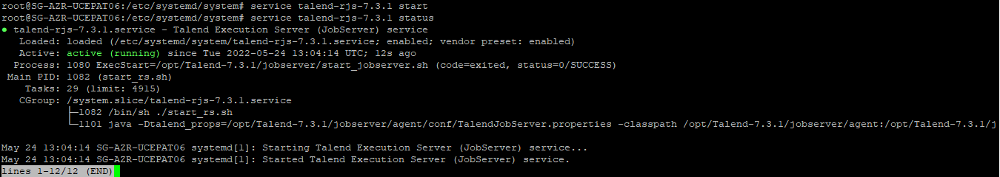 root@SG-AZR-UCEPAT06:/etc/systemd/system# service talend-rjs-7.3.1 start
root@SG-AZR-UCEPAT06:/etc/systemd/system# service talend-rjs-7.3.1 status
● talend-rjs-7.3.1.service - Talend Execution Server (JobServer) service
   Loaded: loaded (/etc/systemd/system/talend-rjs-7.3.1.service; enabled; vendor preset: enabled)
   Active: active (running) since Tue 2022-05-24 13:04:14 UTC; 12s ago
  Process: 1080 ExecStart=/opt/Talend-7.3.1/jobserver/start_jobserver.sh (code=exited, status=0/SUCCESS)
 Main PID: 1082 (start_rs.sh)
    Tasks: 29 (limit: 4915)
   CGroup: /system.slice/talend-rjs-7.3.1.service
           ├─1082 /bin/sh ./start_rs.sh
           └─1101 java -Dtalend_props=/opt/Talend-7.3.1/jobserver/agent/conf/TalendJobServer.properties -classpath /opt/Talend-7.3.1/jobserver/agent:/opt/Talend-7.3.1/j
May 24 13:04:14 SG-AZR-UCEPAT06 systemd[1]: Starting Talend Execution Server (JobServer) service...
May 24 13:04:14 SG-AZR-UCEPAT06 systemd[1]: Started Talend Execution Server (JobServer) service.
lines 1-12/12 (END)